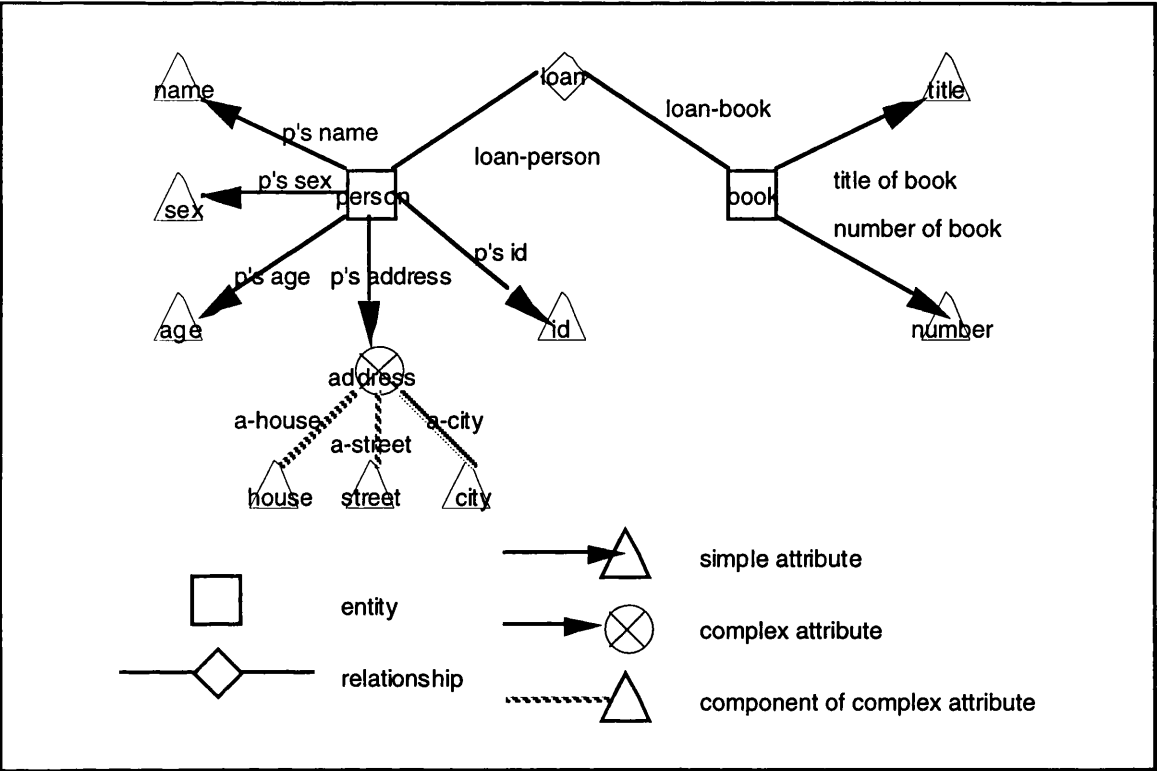 name
loan
title
loan-book
p's name
loan-person
p's sex
title of book
person
book
sex
number of book
p's id
p's age
p's address
age
id
number
address
a-house
a-city
a-street
house
street
city
simple attribute
entity
complex attribute
relationship
component of complex attribute